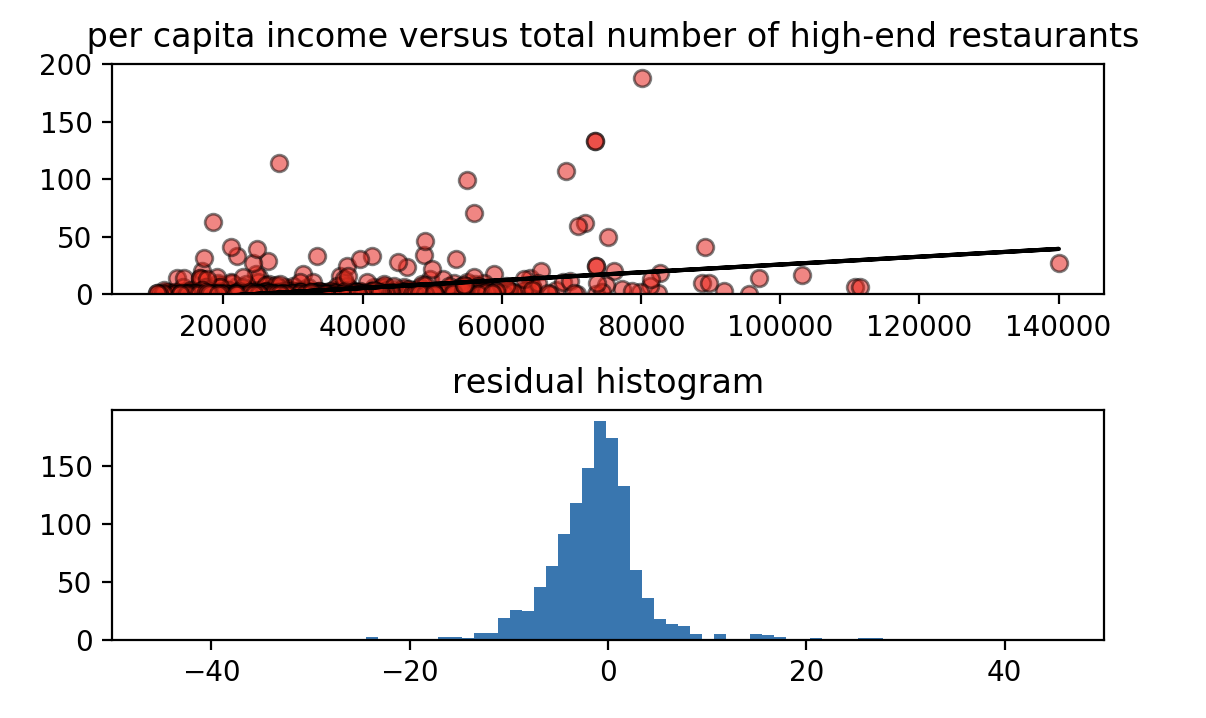 per capita income versus total number of high-end restaurants
200
150
100
50
0
20000 40000 60000 80000 100000 120000 140000
residual histogram
150
100
50
0
−40 −20 0 20 40